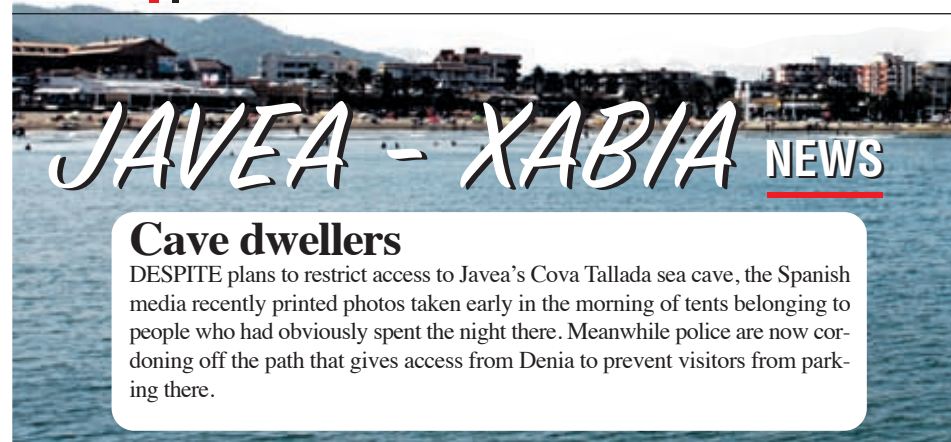 JAVEA - XABIA NEWS
Cave dwellers
DESPITE plans to restrict access to Javea's Cova Tallada sea cave, the Spanish
media recently printed photos taken early in the morning of tents belonging to
people who had obviously spent the night there. Meanwhile police are now cor-
doning off the path that gives access from Denia to prevent visitors from park-
ing there.